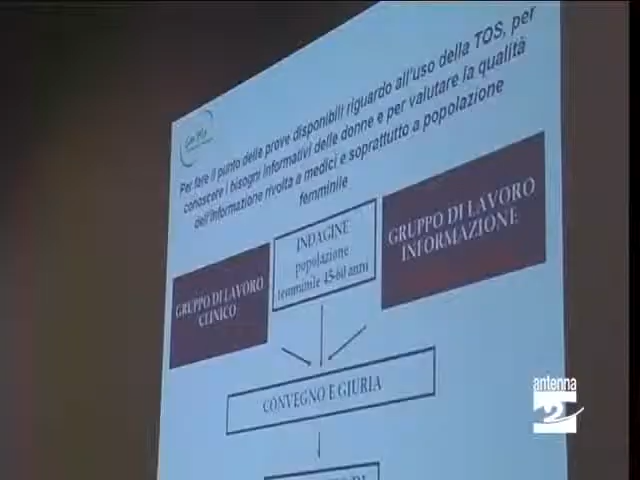 Per fare il punto delle prove disponibili riguardo all'uso della TOS, per
conoscere i bisogni informativi delle donne e per valutare la qualità
dell'informazione rivolta a medici e soprattutto a popolazione
femminile
INDAGINE
popolazione
femminile 45-60 anni
GRUPPO DI LAVORO
INFORMAZIONE
GRUPPO DI LAVORO
CLINICO
CONVEGNO E GIURIA
antenna
2